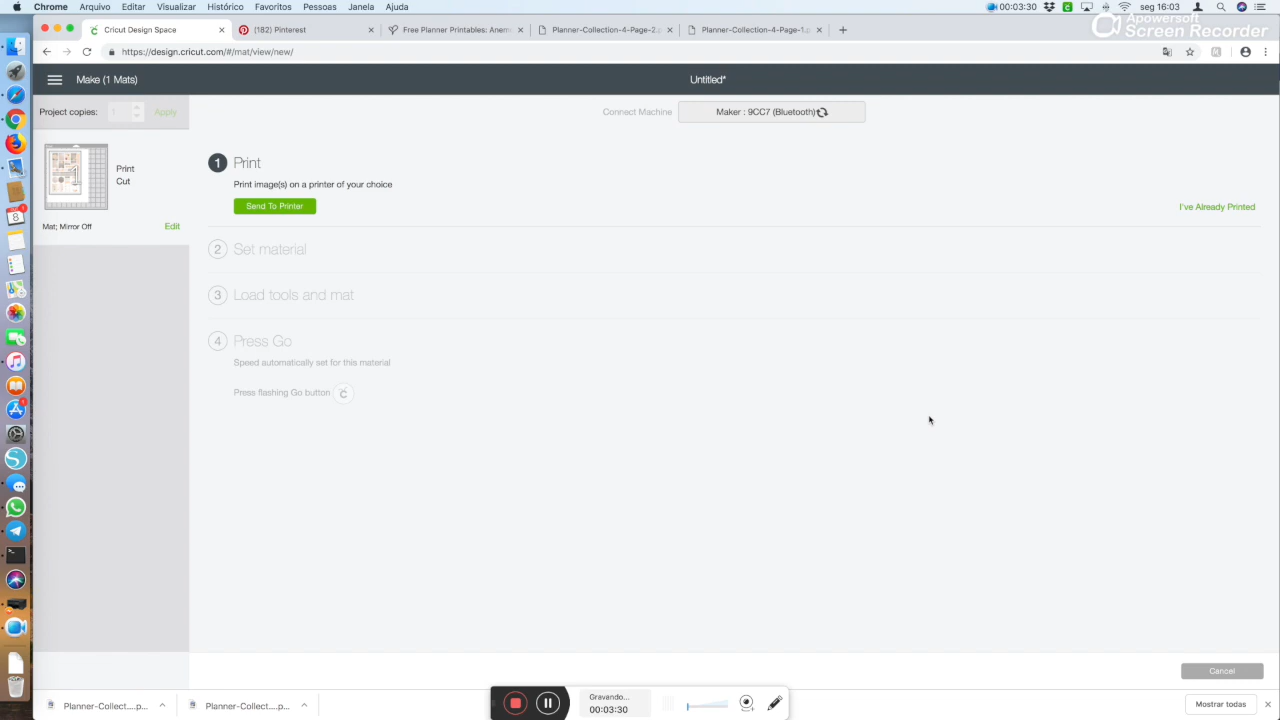 Chrome Arquivo Editar Visualizar Histórico Favoritos Pessoas Janela Ajuda
00:03:30
seg 16:03
Apowersoft
Screen Recorder
Cricut Design Space
(182) Pinterest
Free Planner Printables: Anem
Planner-Collection-4-Page-2.
Planner-Collection-4-Page-1.
https://design.cricut.com/#/mat/view/new/
Make (1 Mats)
Untitled*
Project copies: 1 Apply
Connect Machine
Maker : 9CC7 (Bluetooth)
Print
Cut
Mat; Mirror Off
Edit
1 Print
Print image(s) on a printer of your choice
Send To Printer
I've Already Printed
2 Set material
3 Load tools and mat
4 Press Go
Speed automatically set for this material
Press flashing Go button
Cancel
Planner-Collect....p...
Planner-Collect....p...
Gravando...
00:03:30
Mostrar todas